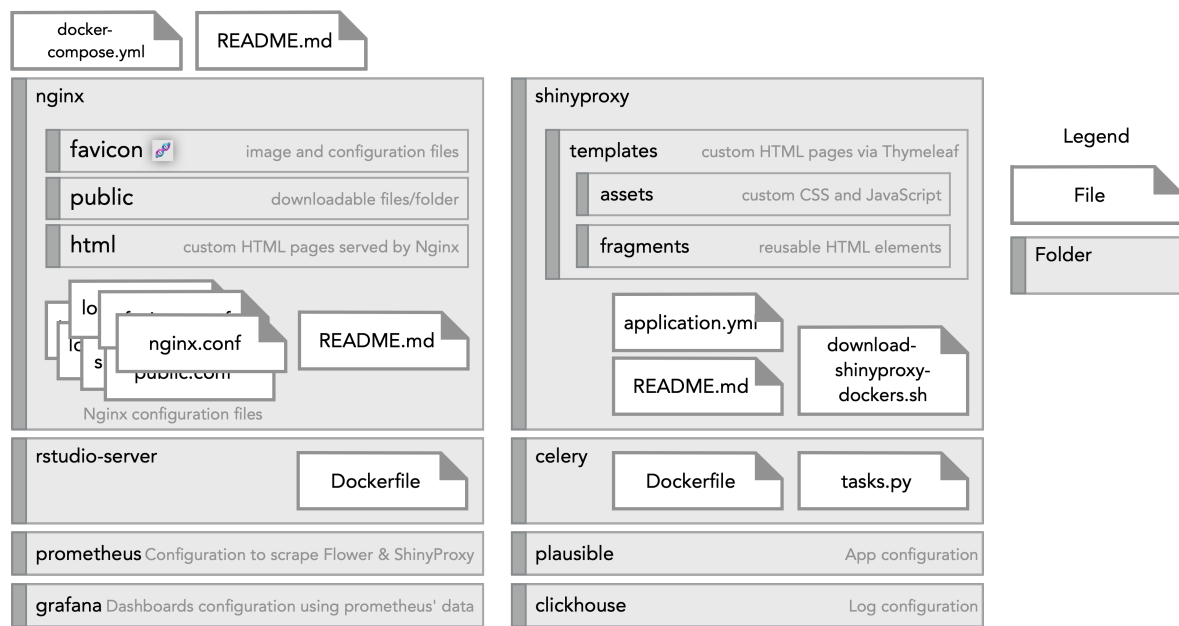 docker-
compose.yml
README.md
nginx
favicon
image and configuration files
public
downloadable files/folder
html
custom HTML pages served by Nginx
lo
nginx.conf
public.conf
README.md
Nginx configuration files
shinyproxy
templates
custom HTML pages via Thymeleaf
assets
custom CSS and JavaScript
fragments
reusable HTML elements
application.yml
README.md
download-
shinyproxy-
dockers.sh
Legend
File
Folder
rstudio-server
Dockerfile
celery
Dockerfile
tasks.py
prometheus Configuration to scrape Flower & ShinyProxy
plausible
App configuration
grafana Dashboards configuration using prometheus' data
clickhouse
Log configuration